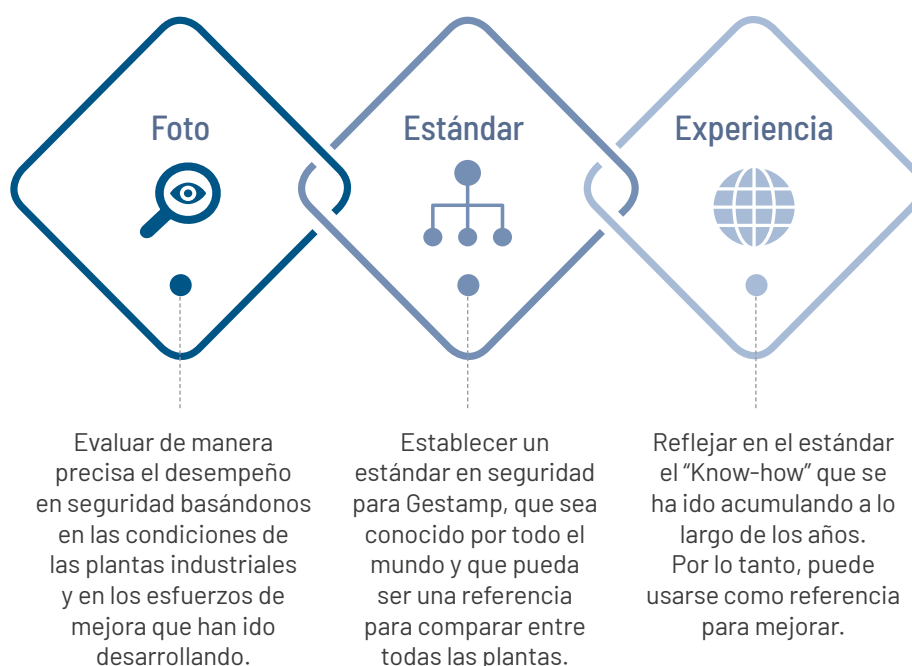 Foto
Evaluar de manera
precisa el desempeño
en seguridad basándonos
en las condiciones de
las plantas industriales
y en los esfuerzos de
mejora que han ido
desarrollando.
Estándar
Establecer un
estándar en seguridad
para Gestamp, que sea
conocido por todo el
mundo y que pueda
ser una referencia
para comparar entre
todas las plantas.
Experiencia
Reflejar en el estándar
el “Know-how” que se
ha ido acumulando a lo
largo de los años.
Por lo tanto, puede
usarse como referencia
para mejorar.